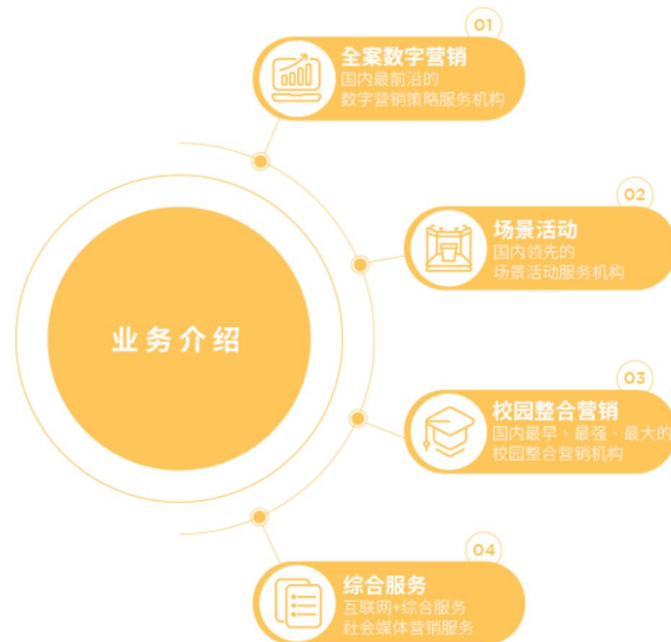 业务介绍
01
全案数字营销
国内最前沿的
数字营销策略服务机构
02
场景活动
国内领先的
场景活动服务机构
03
校园整合营销
国内最早、最强、最大的
校园整合营销机构
04
综合服务
互联网+综合服务
社会媒体营销服务